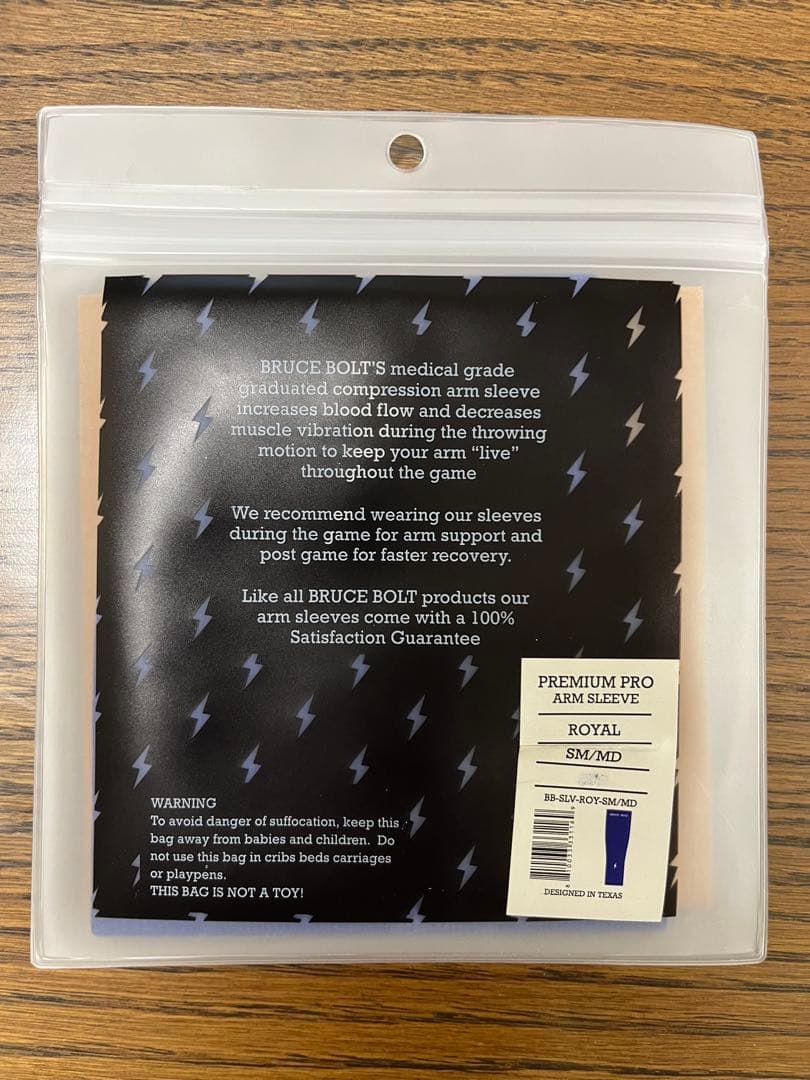 BRUCE BOLT'S medical grade
graduated compression arm sleeve
increases blood flow and decreases
muscle vibration during the throwing
motion to keep your arm “live”
throughout the game
We recommend wearing our sleeves
during the game for arm support and
post game for faster recovery.
Like all BRUCE BOLT products our
arm sleeves come with a 100%
Satisfaction Guarantee
WARNING
To avoid danger of suffocation, keep this
bag away from babies and children. Do
not use this bag in cribs beds carriages
or playpens.
THIS BAG IS NOT A TOY!
PREMIUM PRO
ARM SLEEVE
ROYAL
SM/MD
BB-SLV-ROY-SM/MD
DESIGNED IN TEXAS